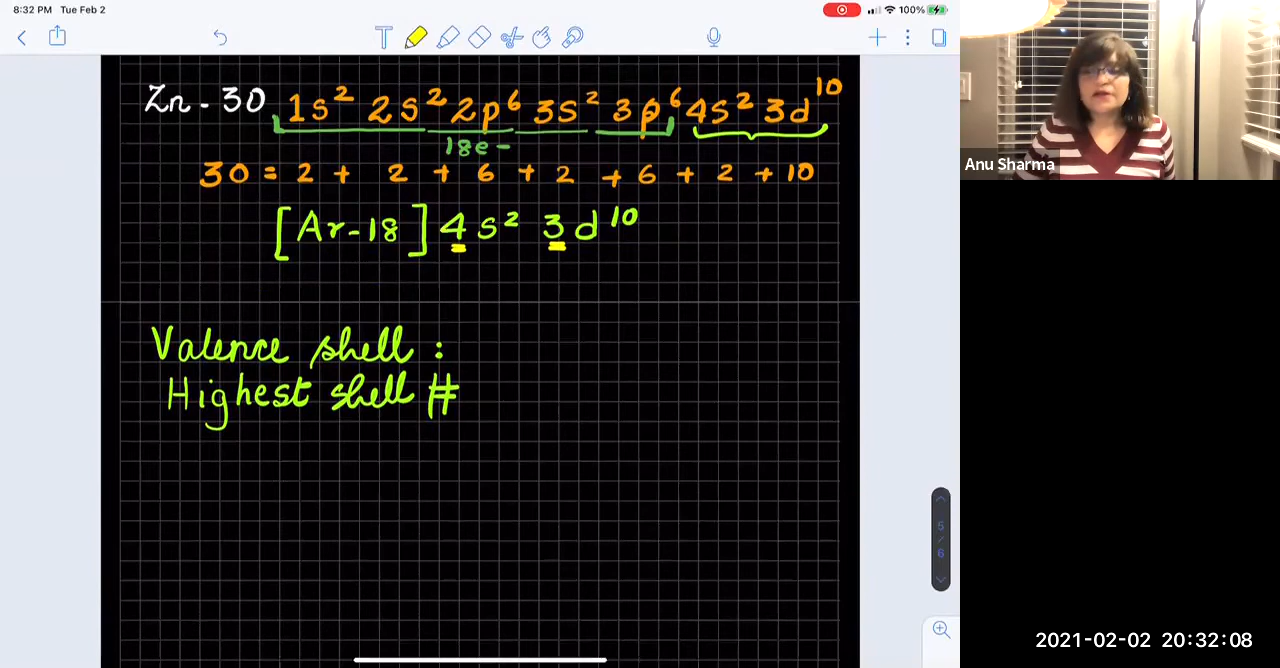 8:32 PM Tue Feb 2
100%
Zn - 30 1s² 2s² 2p⁶ 3s² 3p⁶ 4s² 3d¹⁰
18e -
30 = 2 + 2 + 6 + 2 + 6 + 2 + 10
[Ar-18] 4s² 3d¹⁰
Valence shell :
Highest shell #
Anu Sharma
5
/
6
2021-02-02 20:32:08